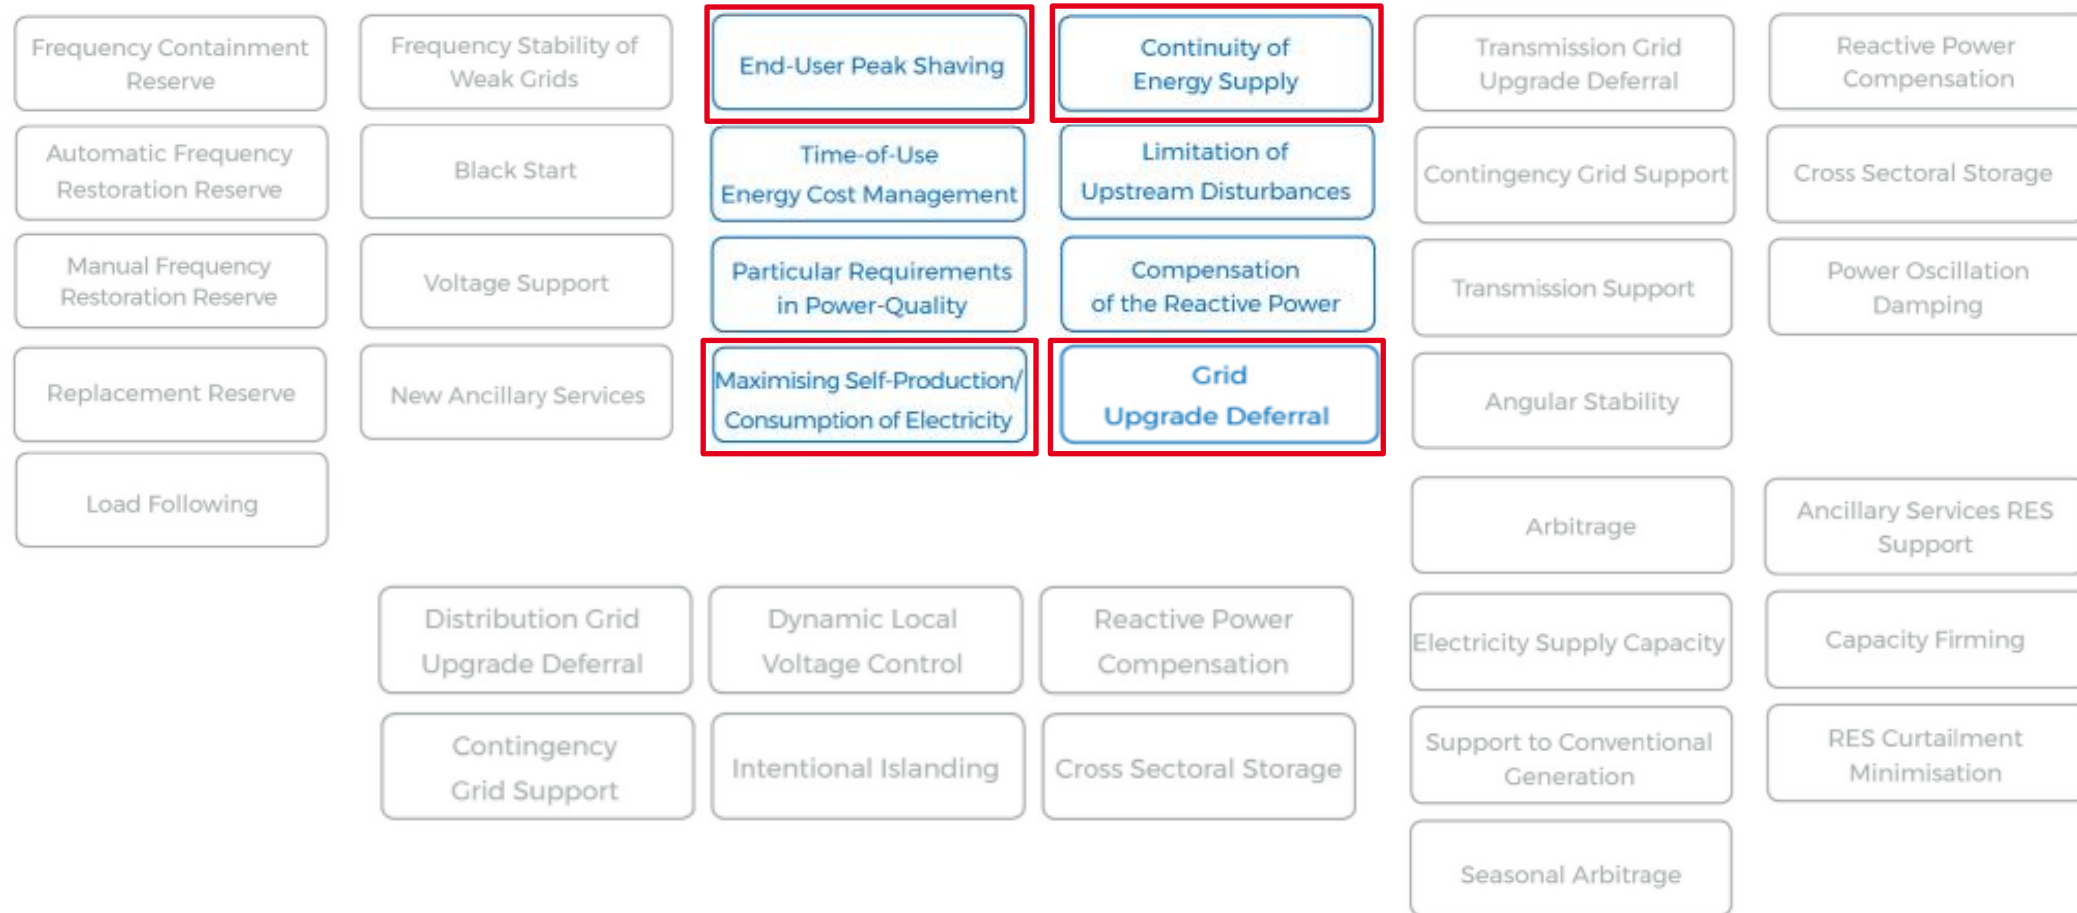 Frequency Containment
Reserve
Automatic Frequency
Restoration Reserve
Manual Frequency
Restoration Reserve
Replacement Reserve
Load Following
Frequency Stability of
Weak Grids
Black Start
Voltage Support
New Ancillary Services
End-User Peak Shaving
Time-of-Use
Energy Cost Management
Particular Requirements
in Power-Quality
Maximising Self-Production/
Consumption of Electricity
Continuity of
Energy Supply
Limitation of
Upstream Disturbances
Compensation
of the Reactive Power
Grid
Upgrade Deferral
Transmission Grid
Upgrade Deferral
Contingency Grid Support
Transmission Support
Angular Stability
Reactive Power
Compensation
Cross Sectoral Storage
Power Oscillation
Damping
Distribution Grid
Upgrade Deferral
Dynamic Local
Voltage Control
Reactive Power
Compensation
Contingency
Grid Support
Intentional Islanding
Cross Sectoral Storage
Arbitrage
Electricity Supply Capacity
Support to Conventional
Generation
Seasonal Arbitrage
Ancillary Services RES
Support
Capacity Firming
RES Curtailment
Minimisation